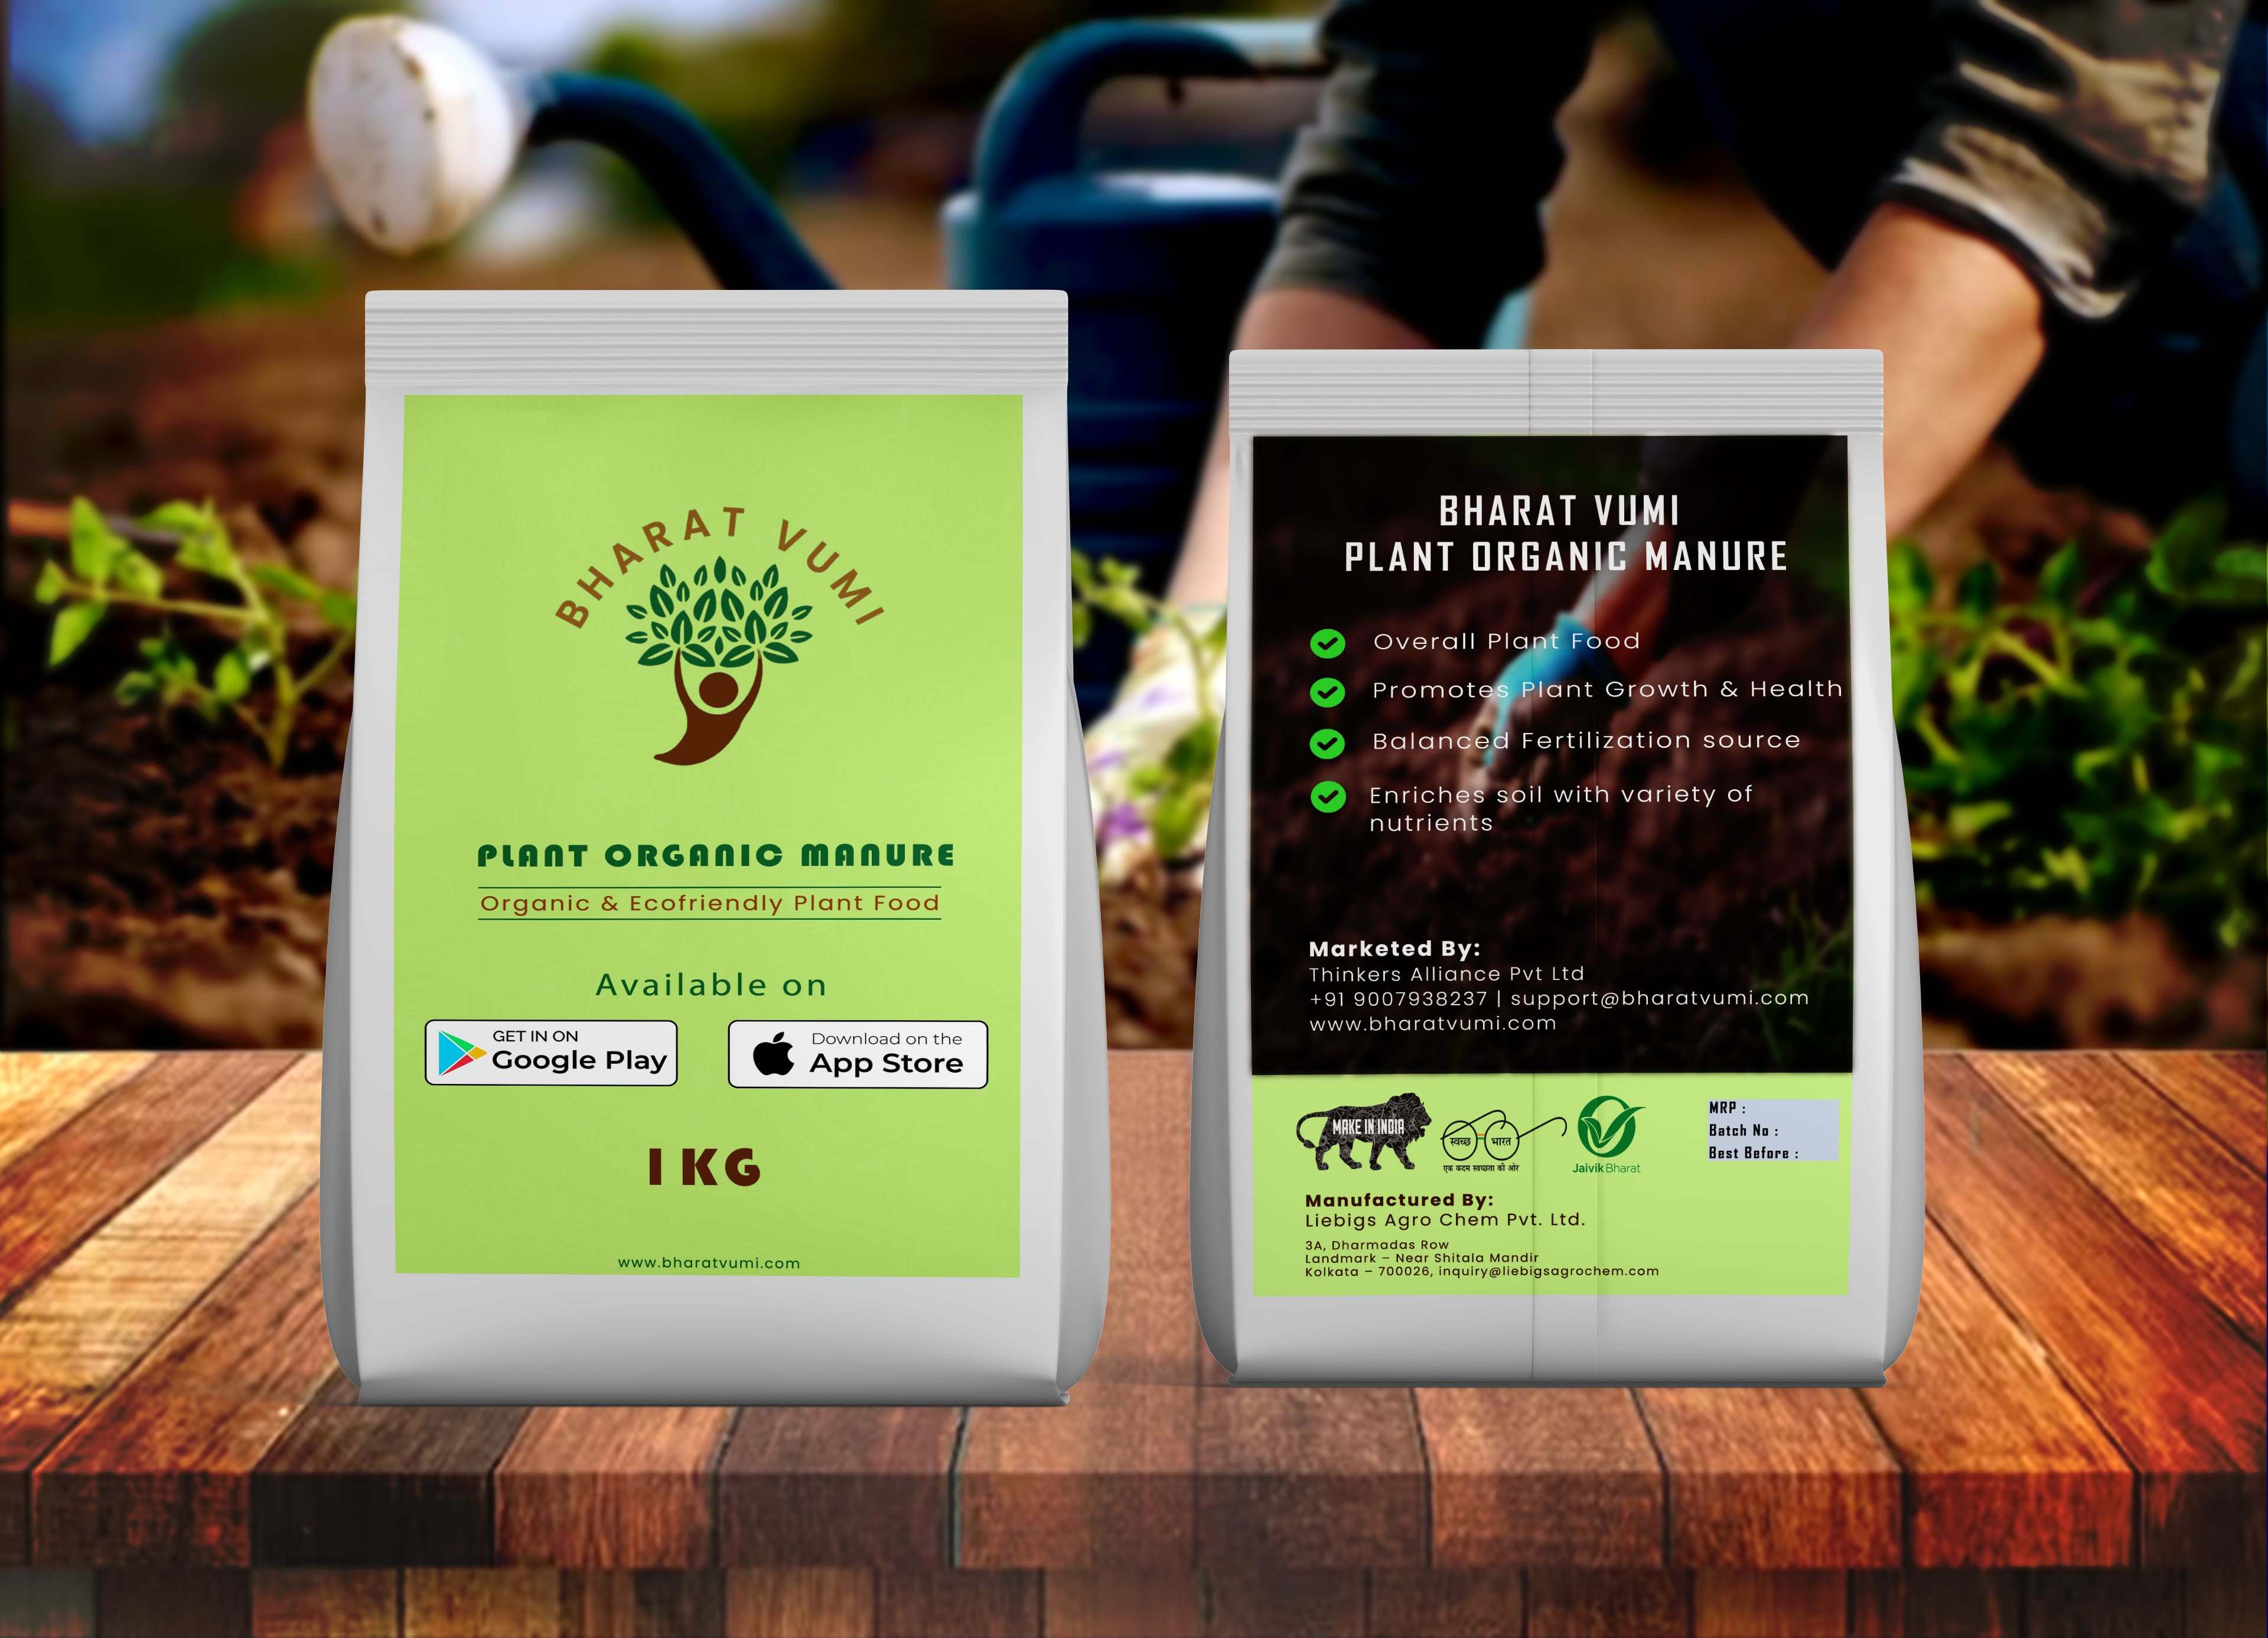 BHARAT VUMI
PLANT ORGANIC MANURE
Organic & Ecofriendly Plant Food
Available on
GET IN ON
Google Play
Download on the
App Store
1 KG
www.bharatvumi.com
BHARAT VUMI
PLANT ORGANIC MANURE
Overall Plant Food
Promotes Plant Growth & Health
Balanced Fertilization source
Enriches soil with variety of
nutrients
Marketed By:
Thinkers Alliance Pvt Ltd
+91 9007938237 | support@bharatvumi.com
www.bharatvumi.com
MAKE IN INDIA
स्वच्छ भारत
एक कदम स्वच्छता की ओर
JaivikBharat
MRP :
Batch No :
Best Before :
Manufactured By:
Liebigs Agro Chem Pvt. Ltd.
3A, Dharmadas Row
Landmark – Near Shitala Mandir
Kolkata – 700026, inquiry@liebigsagrochem.com